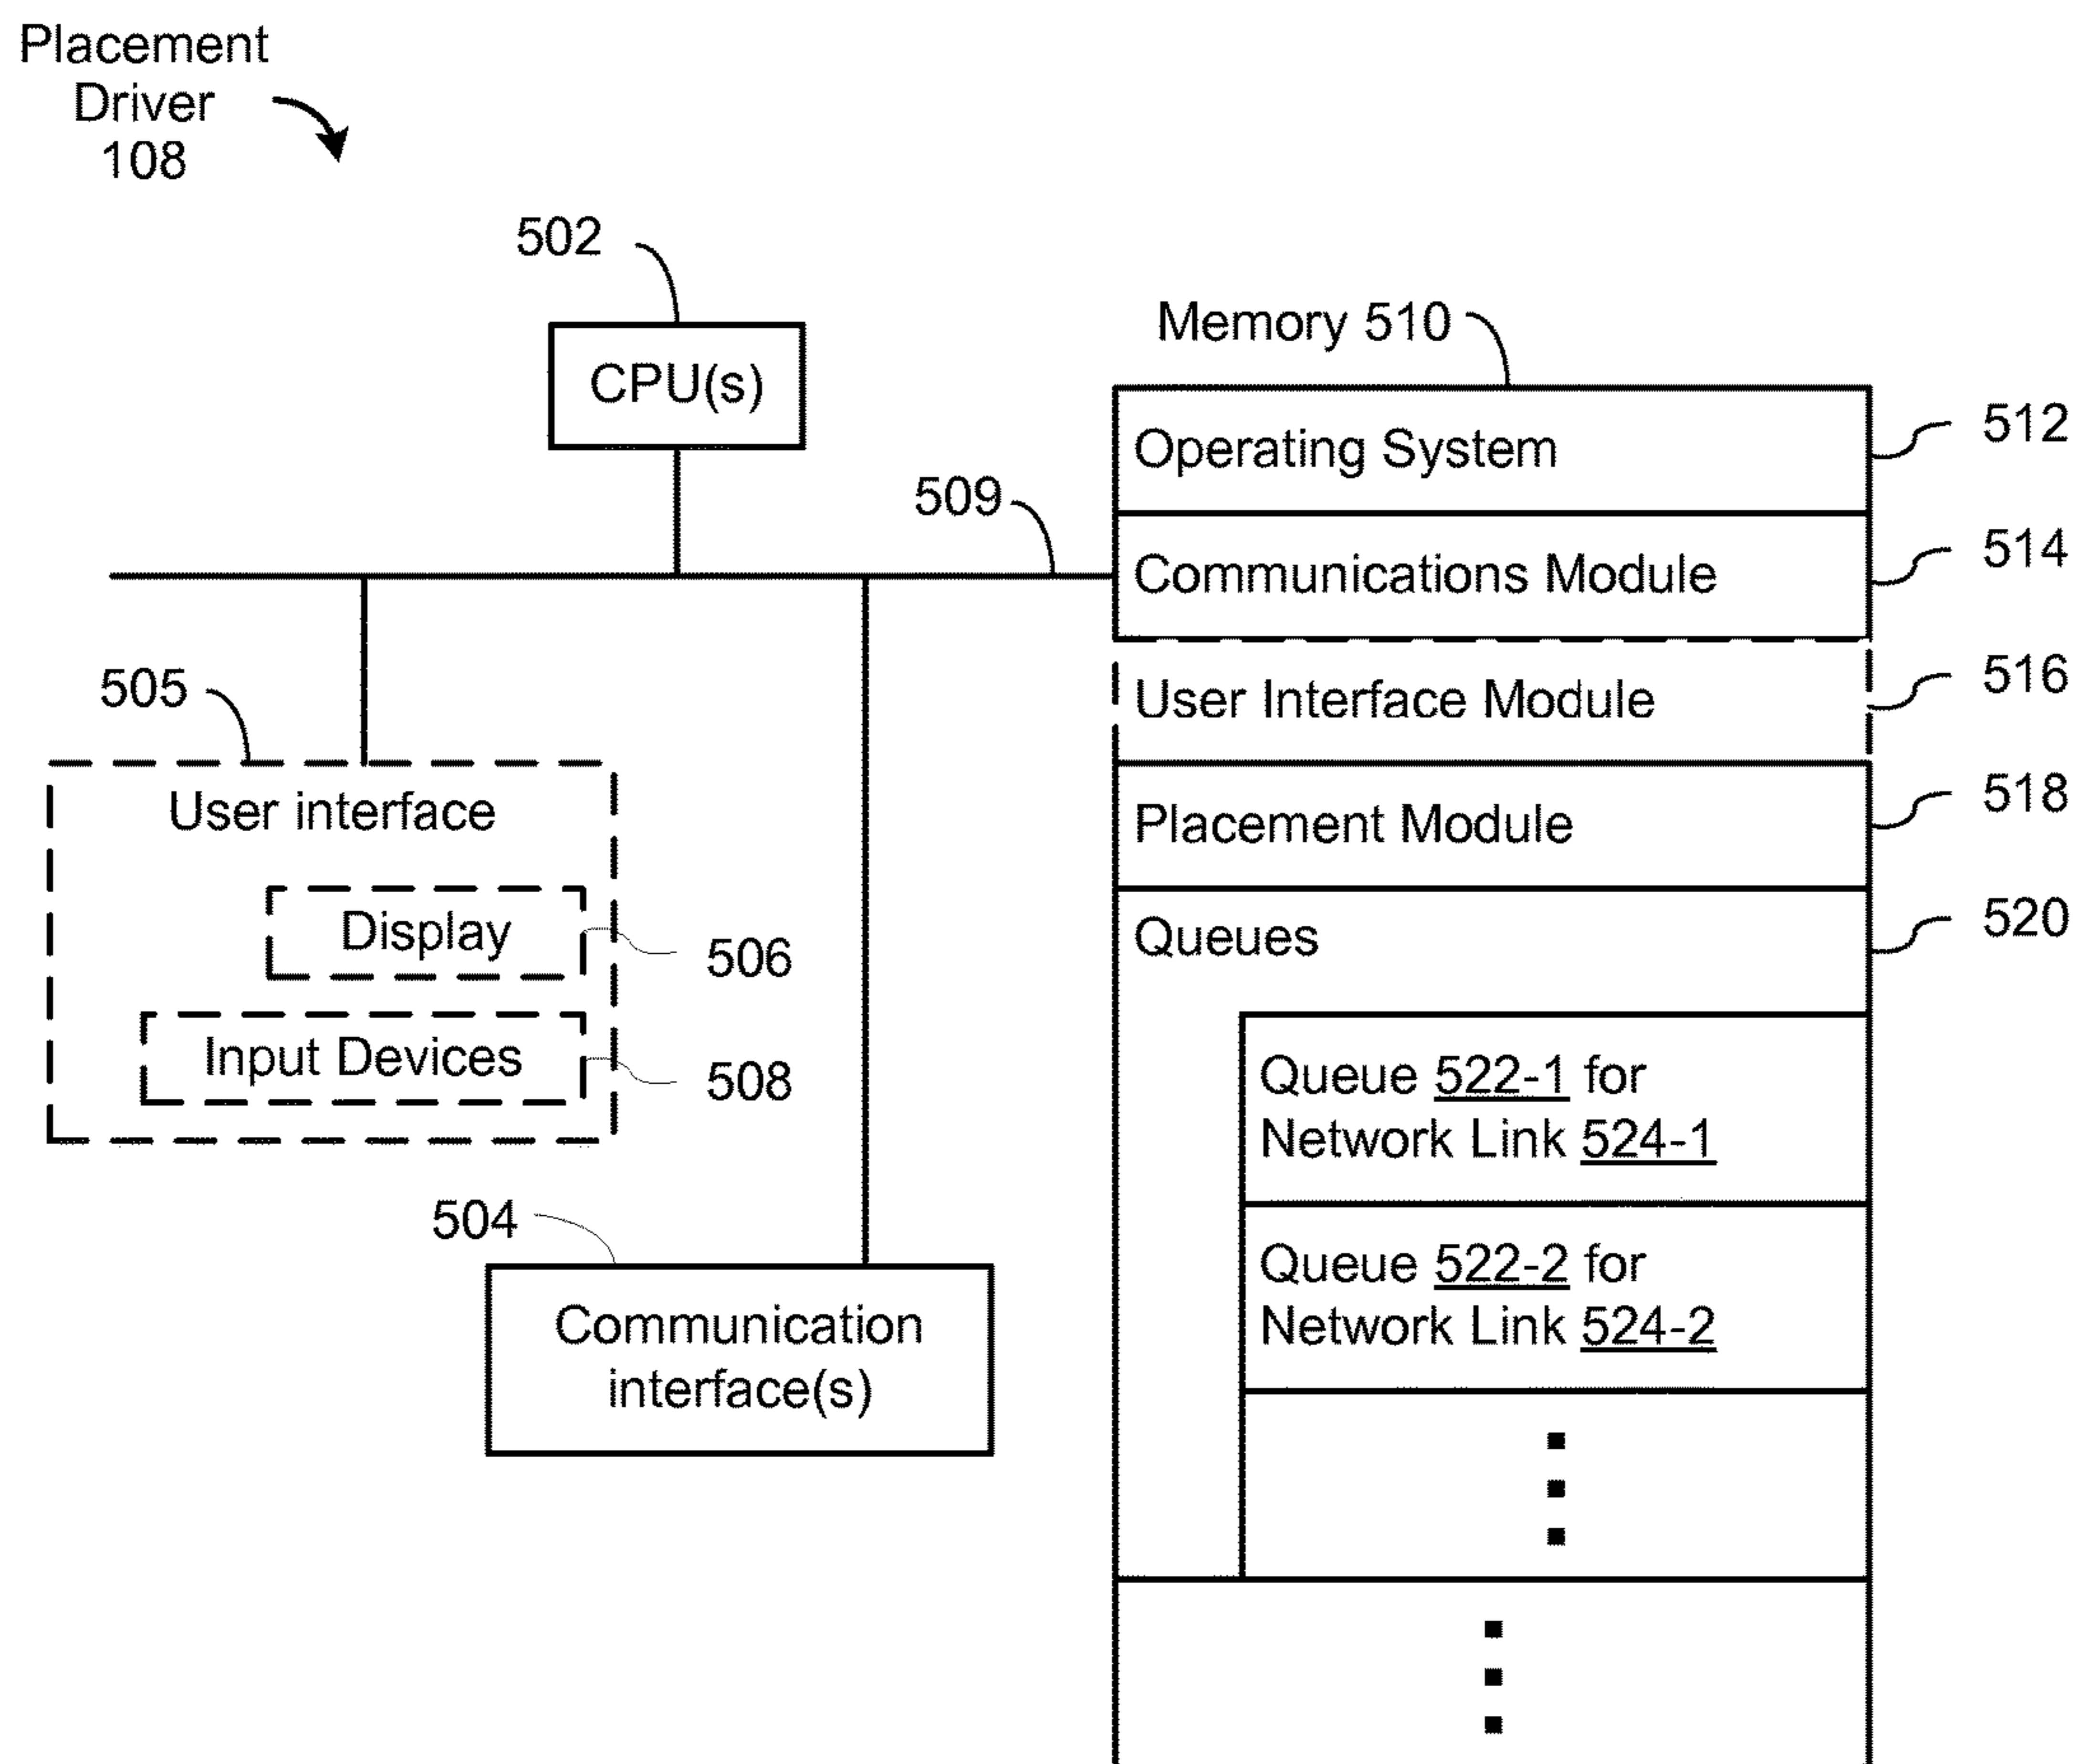 Placement
Driver
108
502
CPU(s)
509
Memory 510
Operating System
512
Communications Module
514
User Interface Module
516
Placement Module
518
Queues
520
Queue 522-1 for
Network Link 524-1
Queue 522-2 for
Network Link 524-2
505
User interface
Display
506
Input Devices
508
504
Communication
interface(s)